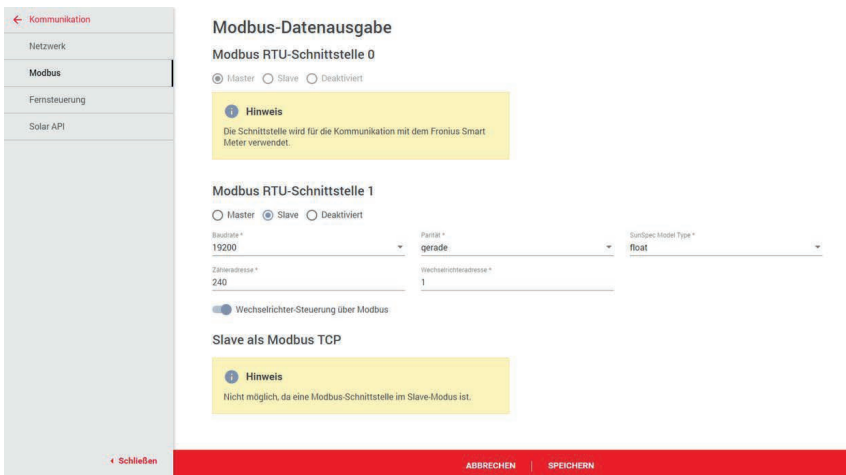 Kommunikation
Netzwerk
Modbus
Fernsteuerung
Solar API
Schließen
Modbus-Datenausgabe
Modbus RTU-Schnittstelle 0
Master Slave Deaktiviert
Hinweis
Die Schnittstelle wird für die Kommunikation mit dem Fronius Smart
Meter verwendet.
Modbus RTU-Schnittstelle 1
Master Slave Deaktiviert
Baudrate * Parität * SunSpec Model Type *
19200 gerade float
Zähleradresse * Wechselrichteradresse *
240 1
Wechselrichter-Steuerung über Modbus
Slave als Modbus TCP
Hinweis
Nicht möglich, da eine Modbus-Schnittstelle im Slave-Modus ist.
ABBRECHEN | SPEICHERN